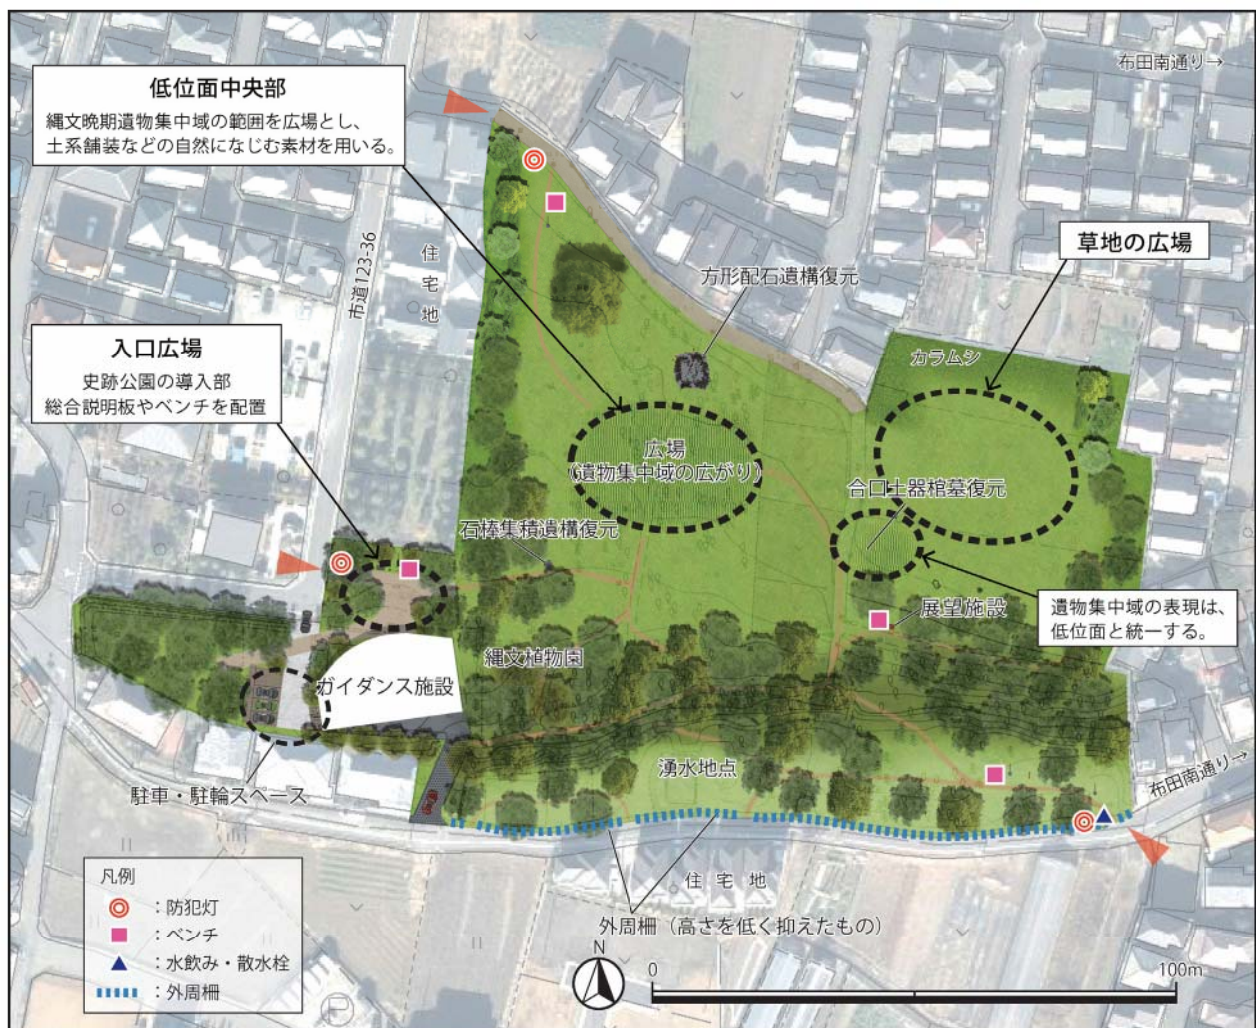 布田南通り→
低位面中央部
縄文晩期遺物集中域の範囲を広場とし、
土系舗装などの自然になじむ素材を用いる。
草地の広場
市道123-36
住宅地
方形配石遺構復元
カラムシ
入口広場
史跡公園の導入部
総合説明板やベンチを配置
広場
(遺物集中域の広がり)
合口土器棺墓復元
石棒集積遺構復元
展望施設
遺物集中域の表現は、
低位面と統一する。
縄文植物園
ガイダンス施設
湧水地点
布田南通り→
駐車・駐輪スペース
住宅地
外周柵（高さを低く抑えたもの）
凡例
：防犯灯
：ベンチ
：水飲み・散水栓
：外周柵
N
0
100m